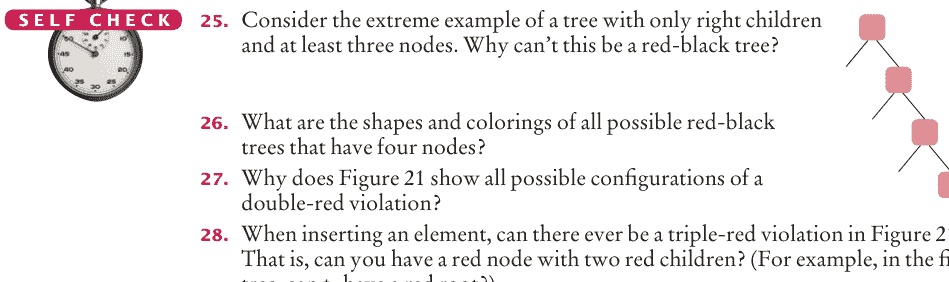 SELF CHECK
25. Consider the extreme example of a tree with only right children
and at least three nodes. Why can't this be a red-black tree?
26. What are the shapes and colorings of all possible red-black
trees that have four nodes?
27. Why does Figure 21 show all possible configurations of a
double-red violation?
28. When inserting an element, can there ever be a triple-red violation in Figure
That is, can you have a red node with two red children? (For example, in the